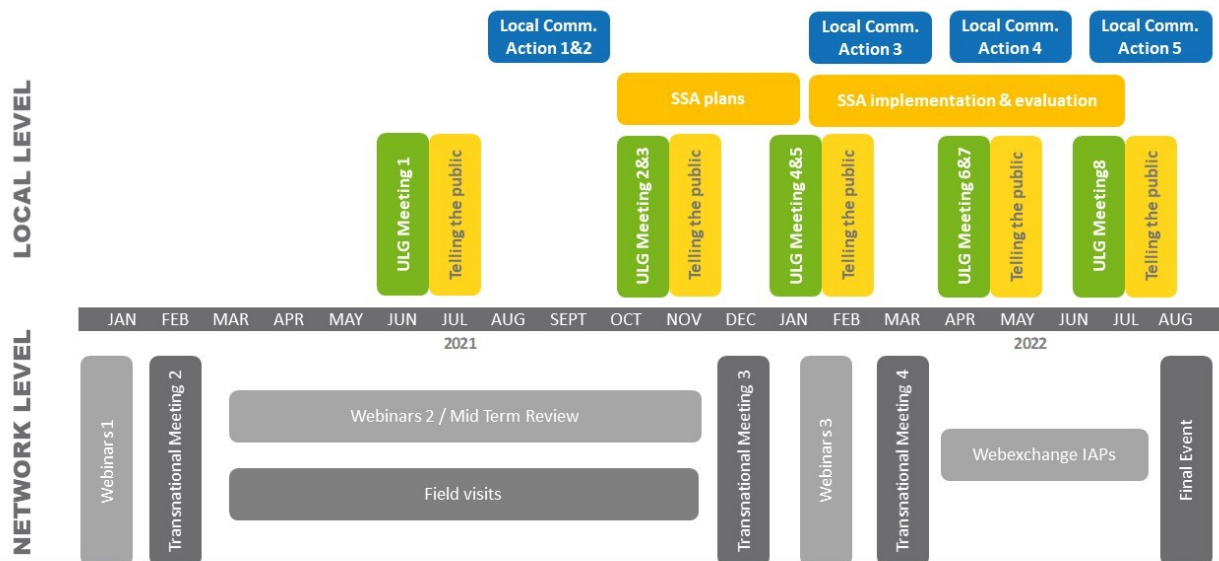 LOCAL LEVEL
Local Comm.
Action 1&2
Local Comm.
Action 3
Local Comm.
Action 4
Local Comm.
Action 5
SSA plans
SSA implementation & evaluation
ULG Meeting 1
Telling the public
ULG Meeting 2&3
Telling the public
ULG Meeting 4&5
Telling the public
ULG Meeting 6&7
Telling the public
ULG Meeting8
Telling the public
JAN FEB MAR APR MAY JUN JUL AUG SEPT OCT NOV DEC JAN FEB MAR APR MAY JUN JUL AUG
2021 2022
NETWORK LEVEL
Webinars 1
Transnational Meeting 2
Webinars 2 / Mid Term Review
Field visits
Transnational Meeting 3
Webinars 3
Transnational Meeting 4
Webexchange IAPs
Final Event